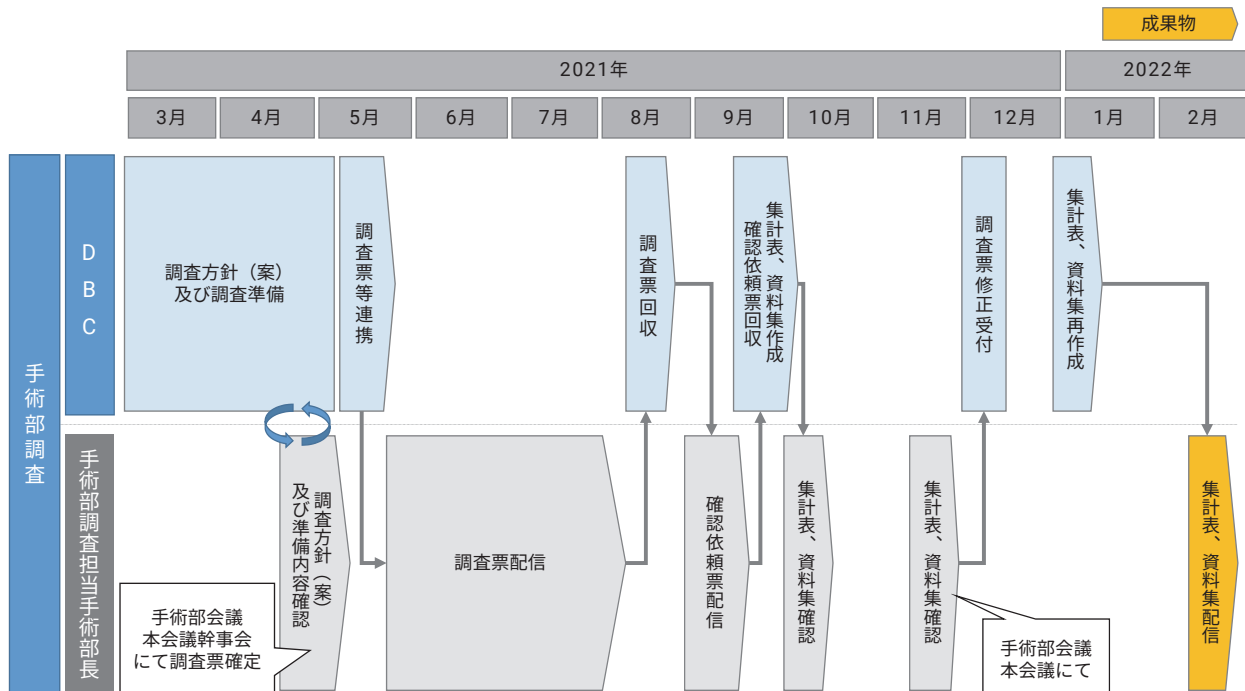 成果物
2021年
2022年
3月
4月
5月
6月
7月
8月
9月
10月
11月
12月
1月
2月
手術部調査
DBC
調査方針（案）
及び調査準備
調査票等連携
調査票回収
集計表、資料集作成
確認依頼票回収
調査票修正受付
集計表、資料集再作成
手術部調査担当手術部長
調査方針（案）
及び準備内容確認
調査票配信
確認依頼票配信
集計表、資料集確認
集計表、資料集確認
集計表、資料集配信
手術部会議
本会議幹事会
にて調査票確定
手術部会議
本会議にて